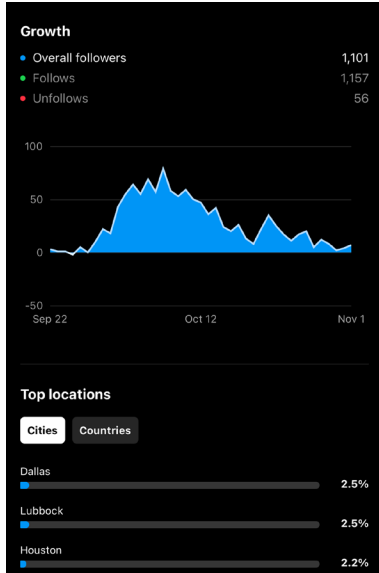 Growth
Overall followers 1,101
Follows 1,157
Unfollows 56
100
50
0
-50
Sep 22 Oct 12 Nov 1
Top locations
Cities Countries
Dallas
2.5%
Lubbock
2.5%
Houston
2.2%